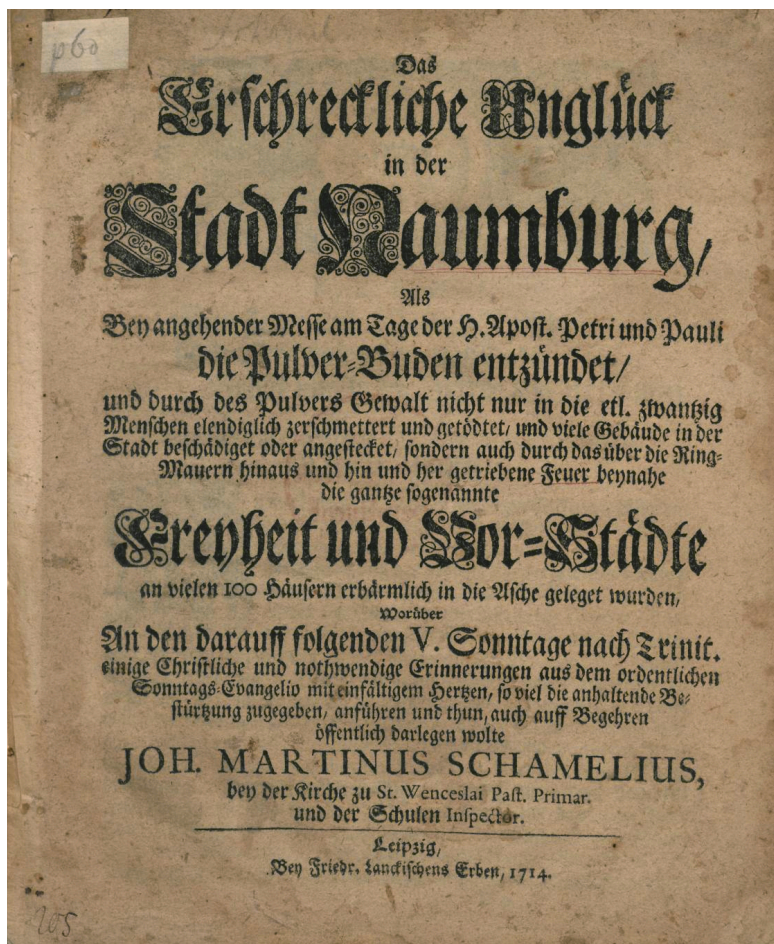 p60
Das
Erschreckliche Unglück
in der
Stadt Naumburg/
Als
Bey angehender Messe am Tage der H. Apost. Petri und Pauli
die Pulver-Buden entzündet/
und durch des Pulvers Gewalt nicht nur in die etl. zwantzig
Menschen elendiglich zerschmettert und getödtet/ und viele Gebäude in der
Stadt beschädiget oder angestecket/ sondern auch durch das über die Ring-
Mauern hinaus und hin und her getriebene Feuer beynahe
die gantze sogenannte
Freyheit und Vor-Städte
an vielen 100 Häusern erbärmlich in die Asche geleget wurden/
Worüber
An den darauff folgenden V. Sonntage nach Trinit.
einige Christliche und nothwendige Erinnerungen aus dem ordentlichen
Sonntags-Evangelio mit einfältigem Hertzen, so viel die anhaltende Be-
stürtzung zugegeben/ anführen und thun, auch auff Begehren
öffentlich darlegen wolte
JOH. MARTINUS SCHAMELIUS,
bey der Kirche zu St. Wenceslai Past. Primar.
und der Schulen Inspector.
Leipzig,
Bey Friedr. Lanckischens Erben, 1714.
205